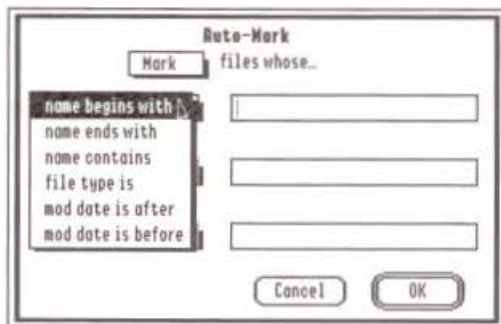 Auto-Mark
Mark files whose…
name begins with
name ends with
name contains
file type is
mod date is after
mod date is before
Cancel
OK